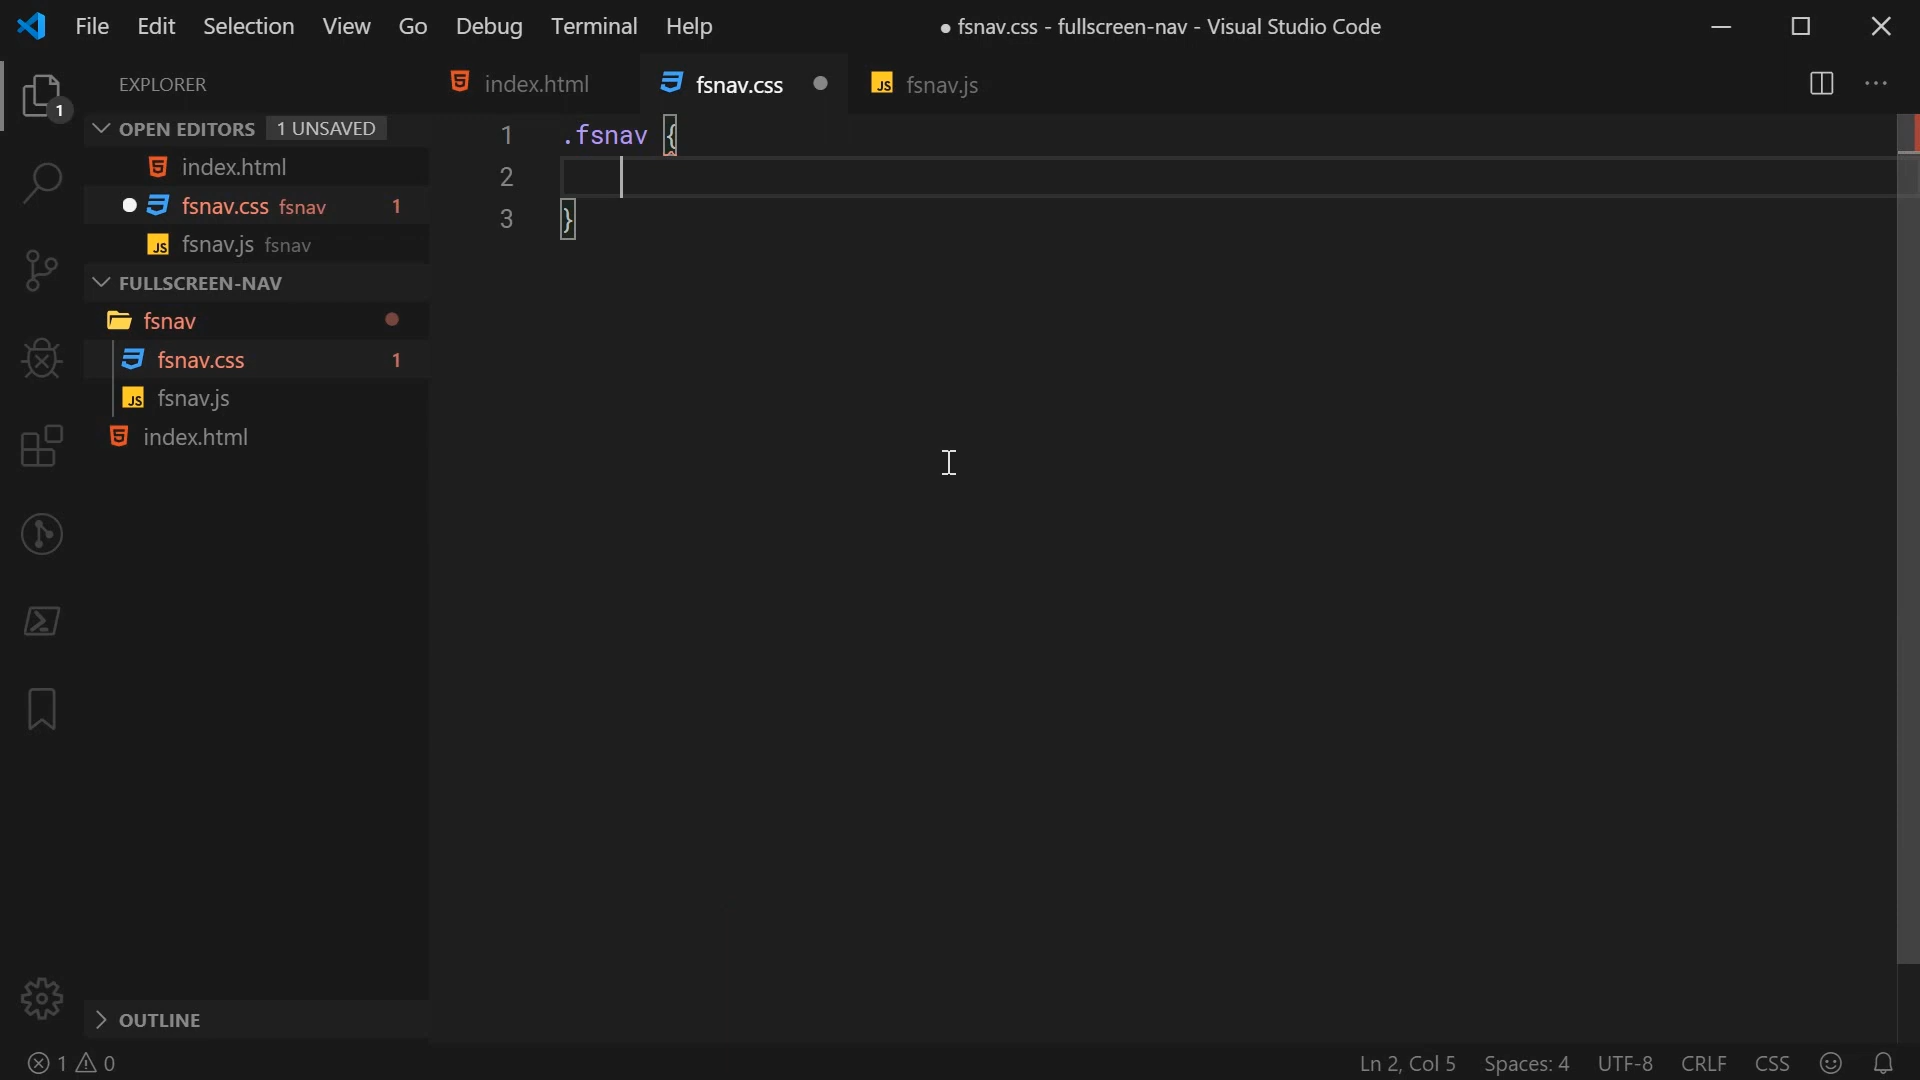 File Edit Selection View Go Debug Terminal Help
● fsnav.css - fullscreen-nav - Visual Studio Code
1
EXPLORER
OPEN EDITORS 1 UNSAVED
index.html
fsnav.css fsnav 1
fsnav.js fsnav
FULLSCREEN-NAV
fsnav
fsnav.css 1
fsnav.js
index.html
OUTLINE
index.html
fsnav.css
fsnav.js
1 .fsnav {
2
3 }
1 0
Ln 2, Col 5 Spaces: 4 UTF-8 CRLF CSS